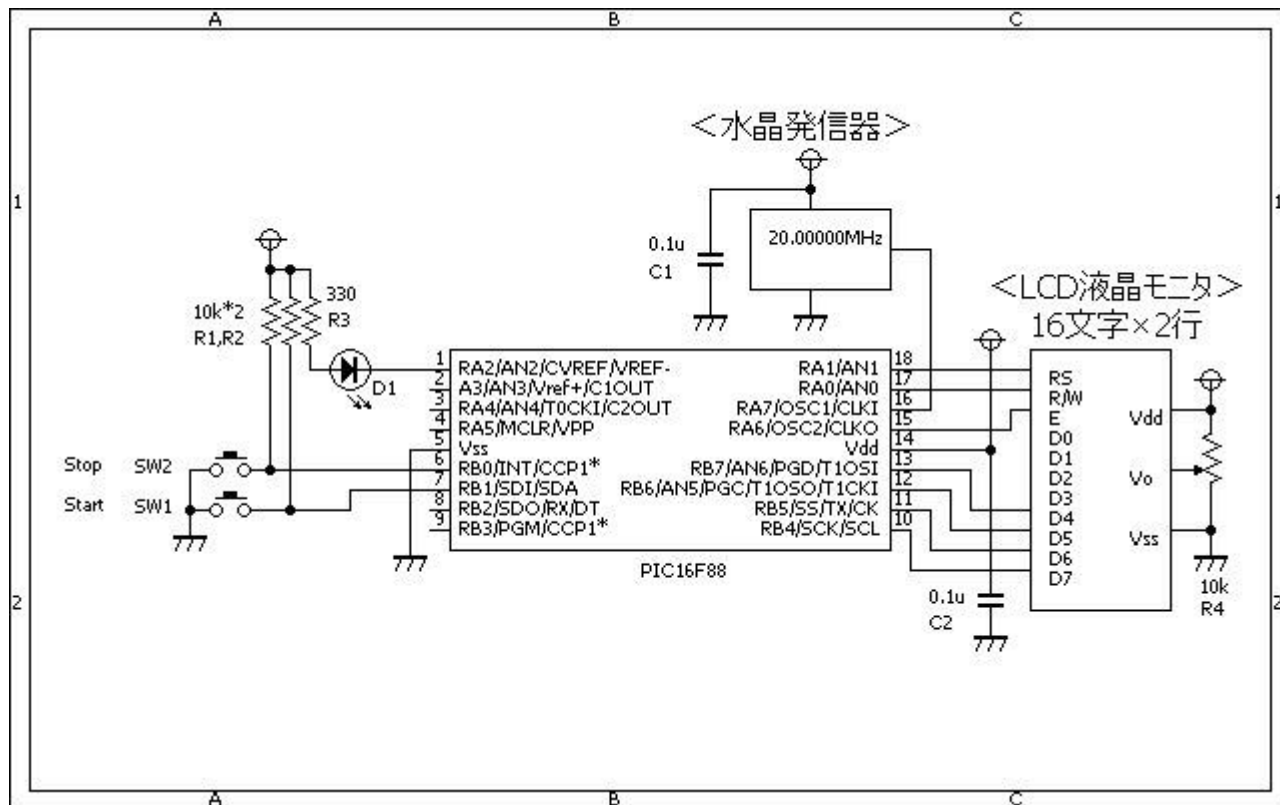 A B C
1 1
2 2
A B C
<水晶発信器>
20.00000MHz
0.1u
C1
10k*2
R1,R2
330
R3
D1
Stop SW2
Start SW1
1 RA2/AN2/CVREF/VREF-
2 A3/AN3/Vref+/C1OUT
3 RA4/AN4/T0CKI/C2OUT
4 RA5/MCLR/VPP
5 Vss
6 RB0/INT/CCP1*
7 RB1/SDI/SDA
8 RB2/SDO/RX/DT
9 RB3/PGM/CCP1*
RA1/AN1 18
RA0/AN0 17
RA7/OSC1/CLKI 16
RA6/OSC2/CLKO 15
Vdd 14
RB7/AN6/PGD/T1OSI 13
RB6/AN5/PGC/T1OSO/T1CKI 12
RB5/SS/TX/CK 11
RB4/SCK/SCL 10
PIC16F88
0.1u
C2
<LCD液晶モニタ>
16文字×2行
RS
R/W
E
D0
D1
D2
D3
D4
D5
D6
D7
Vdd
Vo
Vss
10k
R4